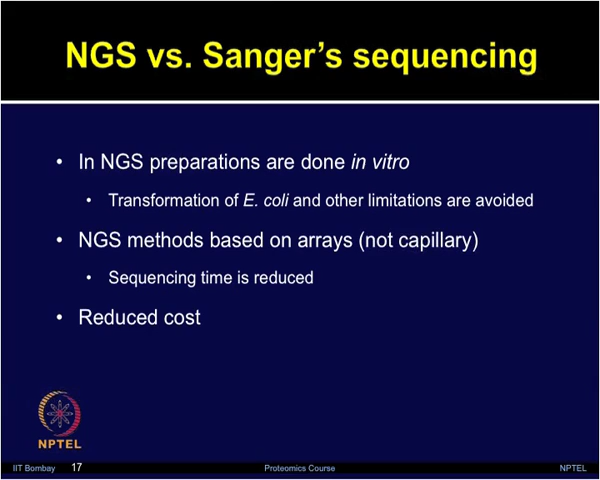 NGS vs. Sanger's sequencing
• In NGS preparations are done in vitro
• Transformation of E. coli and other limitations are avoided
• NGS methods based on arrays (not capillary)
• Sequencing time is reduced
• Reduced cost
NPTEL
IIT Bombay 17 Proteomics Course NPTEL